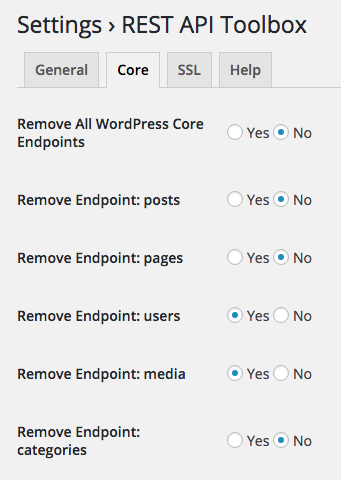 Settings › REST API Toolbox
General Core SSL Help
Remove All WordPress Core
Endpoints
Yes No
Remove Endpoint: posts Yes No
Remove Endpoint: pages Yes No
Remove Endpoint: users Yes No
Remove Endpoint: media Yes No
Remove Endpoint:
categories
Yes No